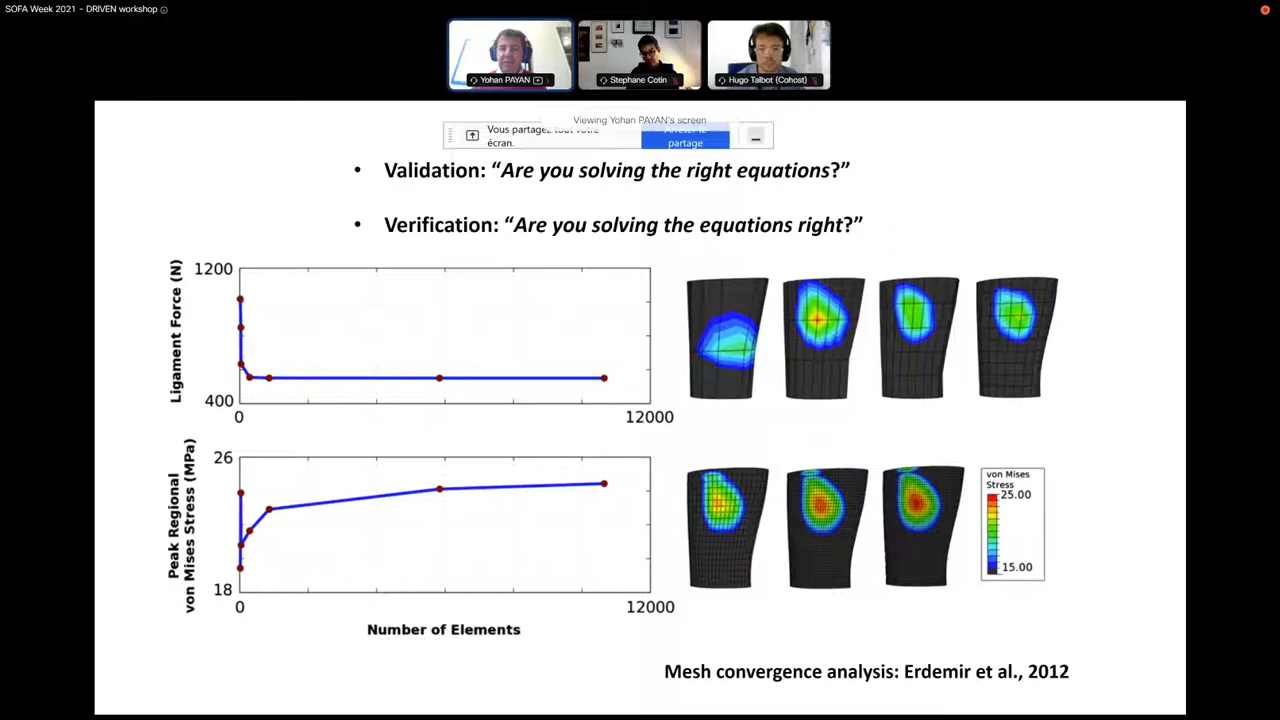 SOFA Week 2021 - DRIVEN workshop
Yohan PAYAN
Stephane Cotin
Hugo Talbot (Cohost)
Viewing Yohan PAYAN's screen
Vous partagez tout votre
écran.
Arrêter le
partage
• Validation: “Are you solving the right equations?”
• Verification: “Are you solving the equations right?”
Ligament Force (N)
1200
400
0
12000
Peak Regional
von Mises Stress (MPa)
26
18
0
12000
Number of Elements
von Mises
Stress
25.00
15.00
Mesh convergence analysis: Erdemir et al., 2012